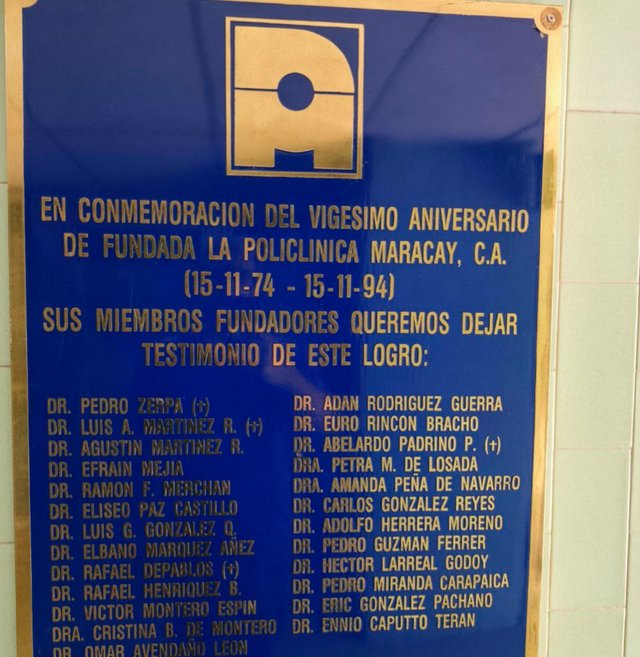 EN CONMEMORACION DEL VIGESIMO ANIVERSARIO
DE FUNDADA LA POLICLINICA MARACAY, C.A.
(15-11-74 - 15-11-94)
SUS MIEMBROS FUNDADORES QUEREMOS DEJAR
TESTIMONIO DE ESTE LOGRO:
DR. PEDRO ZERPA (+)
DR. LUIS A. MARTINEZ R. (+)
DR. AGUSTIN MARTINEZ R.
DR. EFRAIN MEJIA
DR. RAMON F. MERCHAN
DR. ELISEO PAZ CASTILLO
DR. LUIS G. GONZALEZ Q.
DR. ELBANO MARQUEZ AÑEZ
DR. RAFAEL DEPABLOS (+)
DR. RAFAEL HENRIQUEZ B.
DR. VICTOR MONTERO ESPIN
DRA. CRISTINA B. DE MONTERO
DR. OMAR AVENDAÑO LEON
DR. ADAN RODRIGUEZ GUERRA
DR. EURO RINCON BRACHO
DR. ABELARDO PADRINO P. (+)
DRA. PETRA M. DE LOSADA
DRA. AMANDA PEÑA DE NAVARRO
DR. CARLOS GONZALEZ REYES
DR. ADOLFO HERRERA MORENO
DR. PEDRO GUZMAN FERRER
DR. HECTOR LARREAL GODOY
DR. PEDRO MIRANDA CARAPAICA
DR. ERIC GONZALEZ PACHANO
DR. ENNIO CAPUTTO TERAN